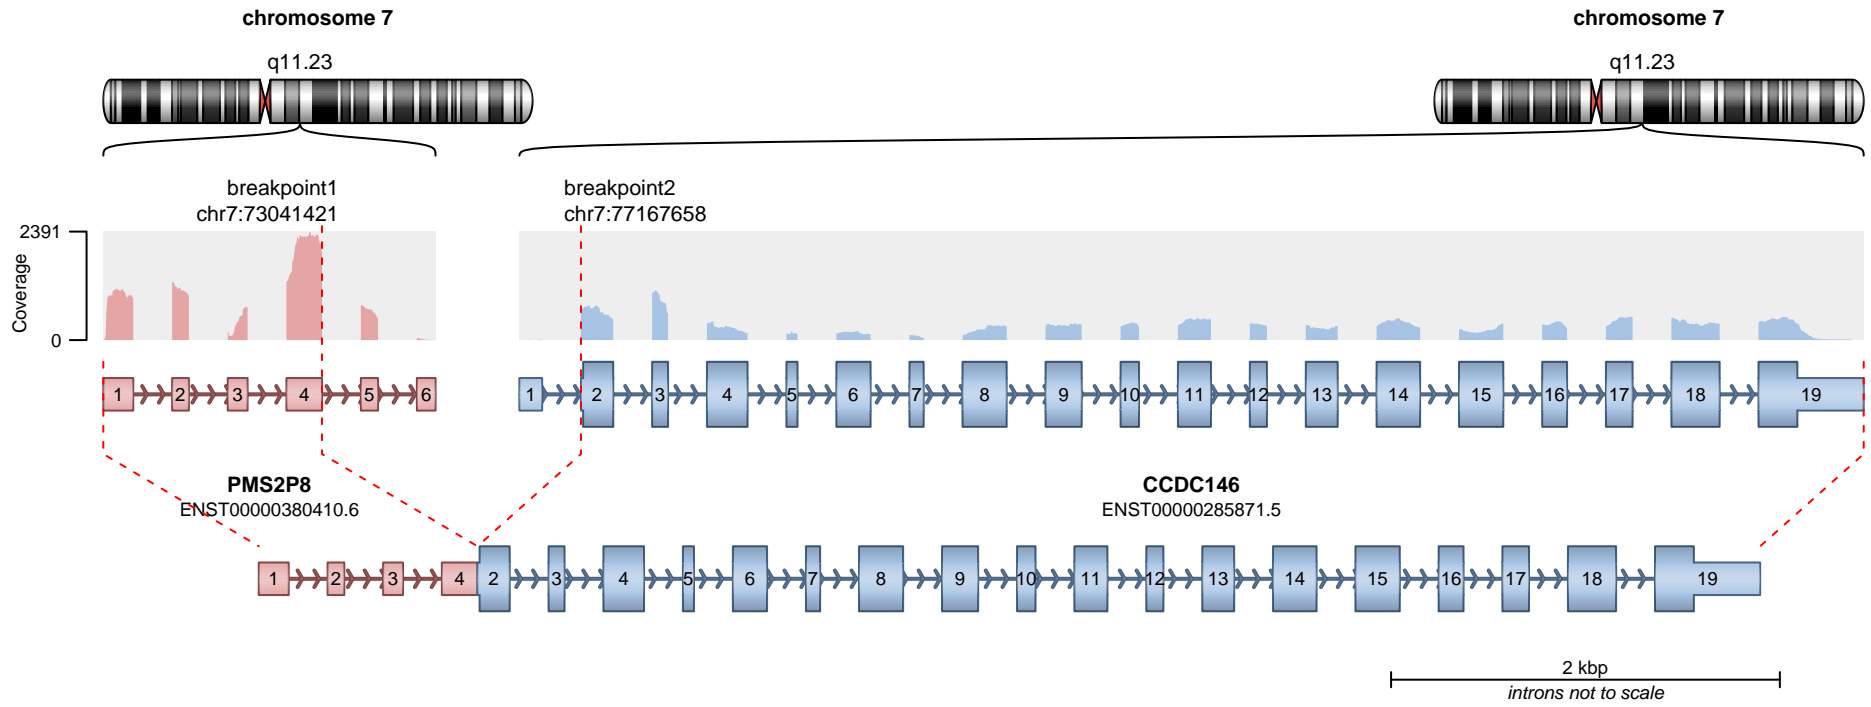 chromosome 7
chromosome 7
q11.23
q11.23
breakpoint1
chr7:73041421
breakpoint2
chr7:77167658
2391
Coverage
0
1 2 3 4 5 6
1 2 3 4 5 6 7 8 9 10 11 12 13 14 15 16 17 18 19
PMS2P8
ENST00000380410.6
CCDC146
ENST00000285871.5
1 2 3 4 2 3 4 5 6 7 8 9 10 11 12 13 14 15 16 17 18 19
2 kbp
introns not to scale